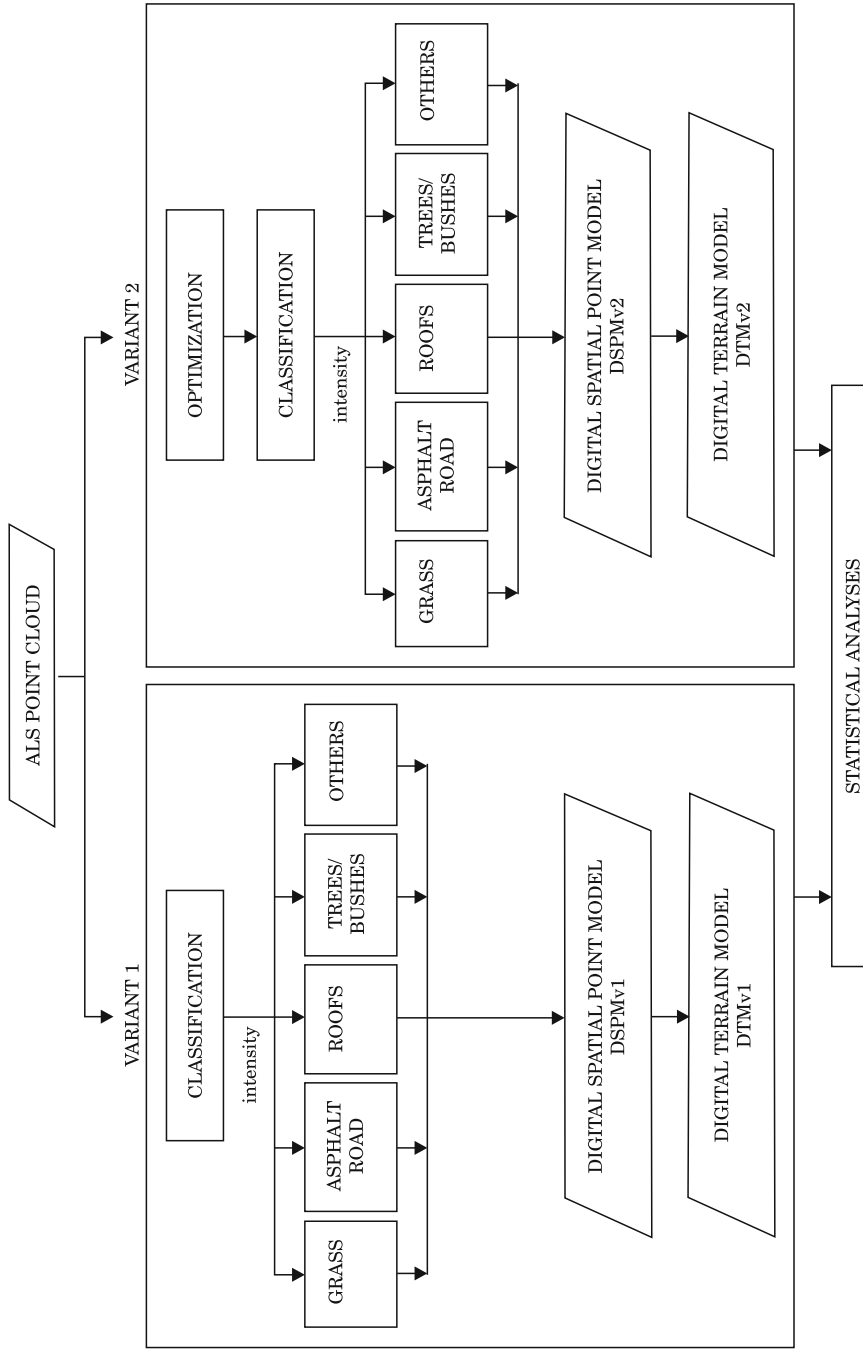 ALS POINT CLOUD
VARIANT 1
CLASSIFICATION
intensity
GRASS
ASPHALT
ROAD
ROOFS
TREES/
BUSHES
OTHERS
DIGITAL SPATIAL POINT MODEL
DSPMv1
DIGITAL TERRAIN MODEL
DTMv1
VARIANT 2
OPTIMIZATION
CLASSIFICATION
intensity
GRASS
ASPHALT
ROAD
ROOFS
TREES/
BUSHES
OTHERS
DIGITAL SPATIAL POINT MODEL
DSPMv2
DIGITAL TERRAIN MODEL
DTMv2
STATISTICAL ANALYSES